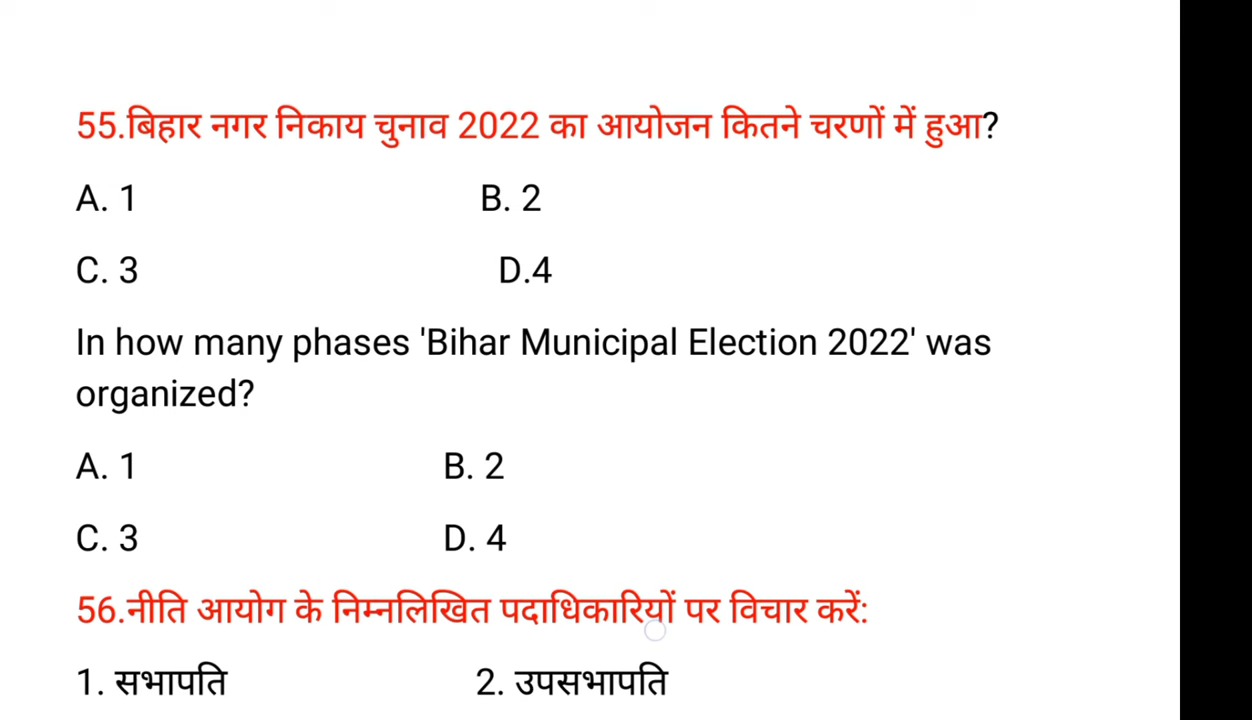 55.बिहार नगर निकाय चुनाव 2022 का आयोजन कितने चरणों में हुआ?
A. 1 B. 2
C. 3 D.4
In how many phases 'Bihar Municipal Election 2022' was
organized?
A. 1 B. 2
C. 3 D. 4
56.नीति आयोग के निम्नलिखित पदाधिकारियों पर विचार करें:
1. सभापति 2. उपसभापति